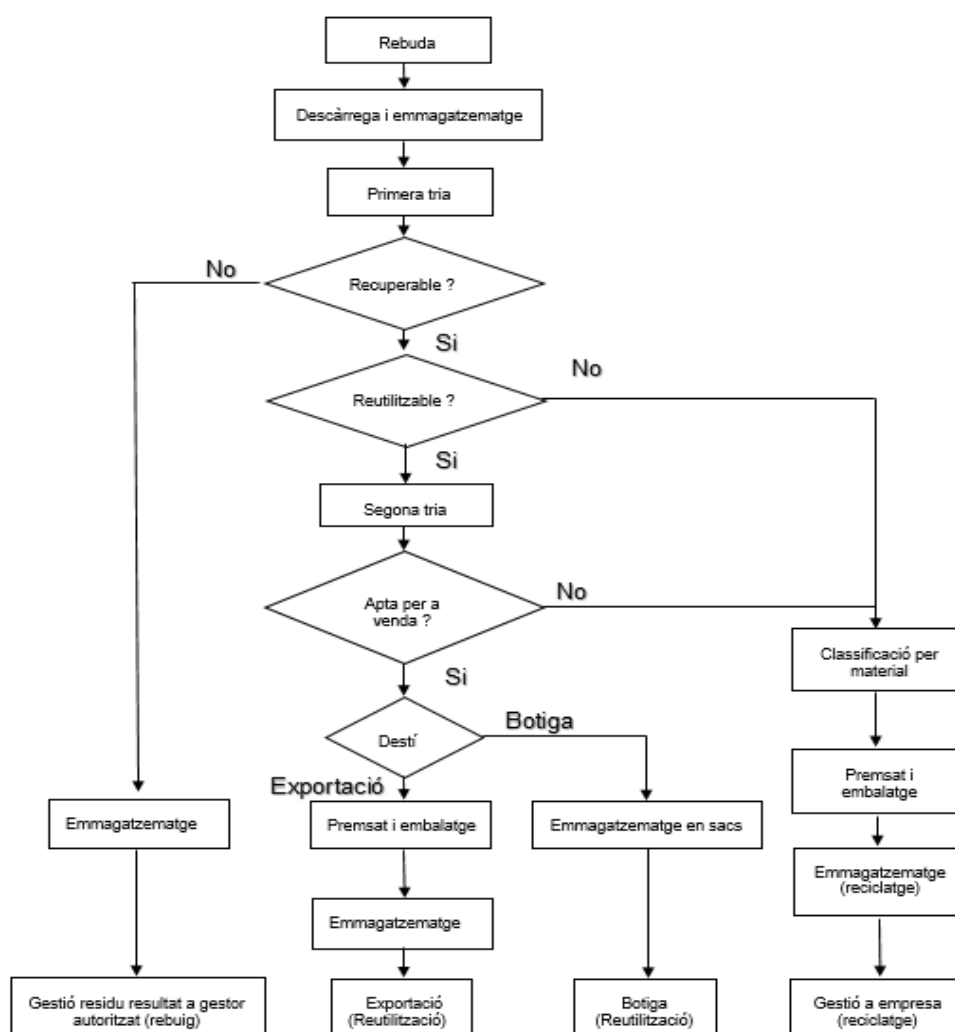 Rebuda
Descàrrega i emmagatzematge
Primera tria
Recuperable ?
No
Si
Reutilitzable ?
No
Si
Segona tria
Apta per a
venda ?
No
Si
Classificació per
material
Destí
Botiga
Exportació
Premsat i
embalatge
Emmagatzematge
Premsat i embalatge
Emmagatzematge en sacs
Emmagatzematge
(reciclatge)
Emmagatzematge
Gestió residu resultat a gestor
autoritzat (rebuig)
Exportació
(Reutilització)
Botiga
(Reutilització)
Gestió a empresa
(reciclatge)